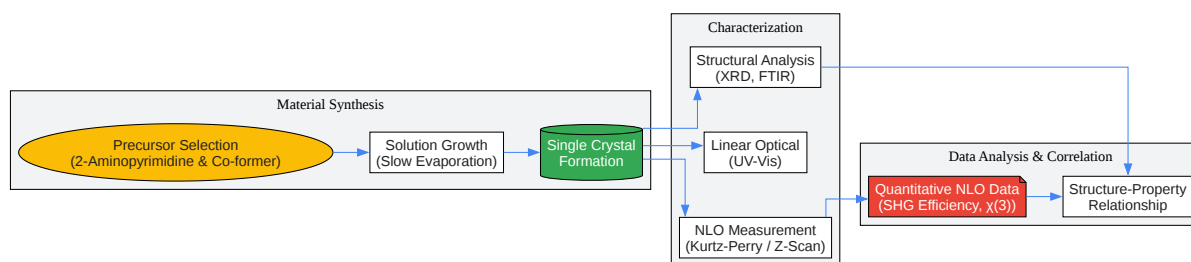 Characterization
Structural Analysis
(XRD, FTIR)
Material Synthesis
Precursor Selection
(2-Aminopyrimidine & Co-former)
Solution Growth
(Slow Evaporation)
Single Crystal
Formation
Linear Optical
(UV-Vis)
NLO Measurement
(Kurtz-Perry / Z-Scan)
Data Analysis & Correlation
Quantitative NLO Data
(SHG Efficiency, χ(3))
Structure-Property
Relationship